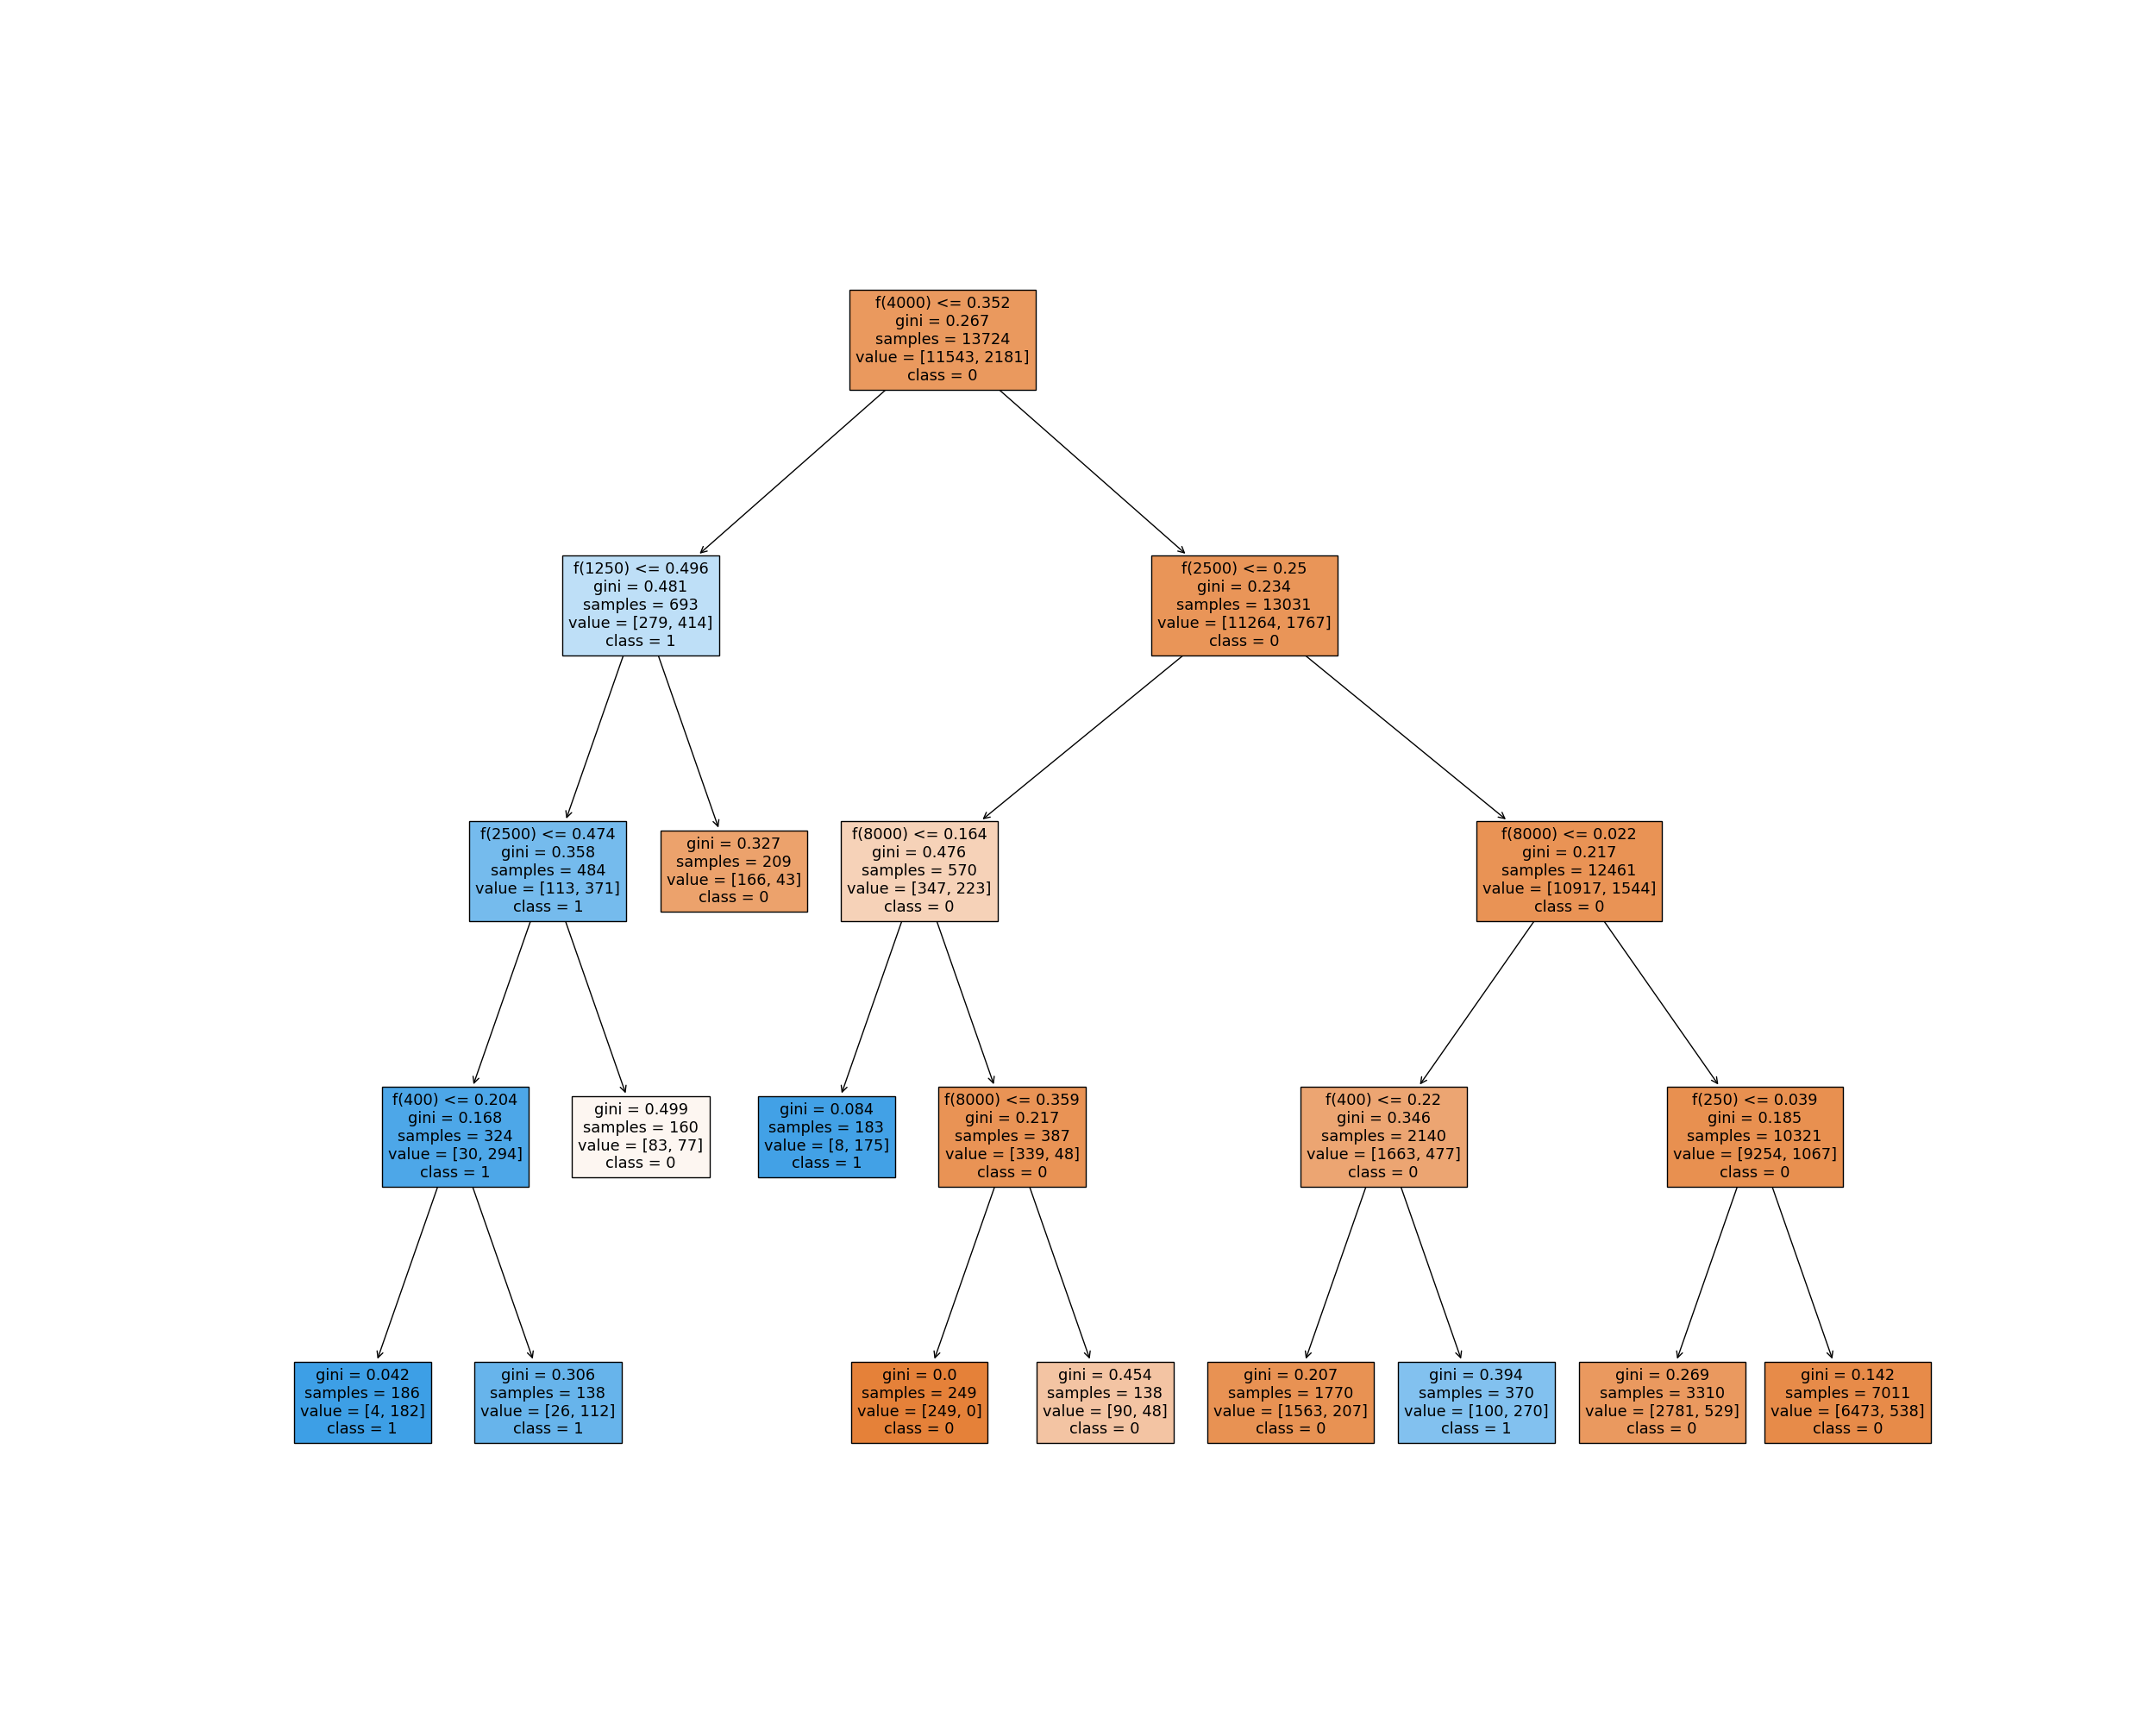 f(4000) <= 0.352
gini = 0.267
samples = 13724
value = [11543, 2181]
class = 0
f(1250) <= 0.496
gini = 0.481
samples = 693
value = [279, 414]
class = 1
f(2500) <= 0.25
gini = 0.234
samples = 13031
value = [11264, 1767]
class = 0
f(2500) <= 0.474
gini = 0.358
samples = 484
value = [113, 371]
class = 1
gini = 0.327
samples = 209
value = [166, 43]
class = 0
f(8000) <= 0.164
gini = 0.476
samples = 570
value = [347, 223]
class = 0
f(8000) <= 0.022
gini = 0.217
samples = 12461
value = [10917, 1544]
class = 0
f(400) <= 0.204
gini = 0.168
samples = 324
value = [30, 294]
class = 1
gini = 0.499
samples = 160
value = [83, 77]
class = 0
gini = 0.084
samples = 183
value = [8, 175]
class = 1
f(8000) <= 0.359
gini = 0.217
samples = 387
value = [339, 48]
class = 0
f(400) <= 0.22
gini = 0.346
samples = 2140
value = [1663, 477]
class = 0
f(250) <= 0.039
gini = 0.185
samples = 10321
value = [9254, 1067]
class = 0
gini = 0.042
samples = 186
value = [4, 182]
class = 1
gini = 0.306
samples = 138
value = [26, 112]
class = 1
gini = 0.0
samples = 249
value = [249, 0]
class = 0
gini = 0.454
samples = 138
value = [90, 48]
class = 0
gini = 0.207
samples = 1770
value = [1563, 207]
class = 0
gini = 0.394
samples = 370
value = [100, 270]
class = 1
gini = 0.269
samples = 3310
value = [2781, 529]
class = 0
gini = 0.142
samples = 7011
value = [6473, 538]
class = 0